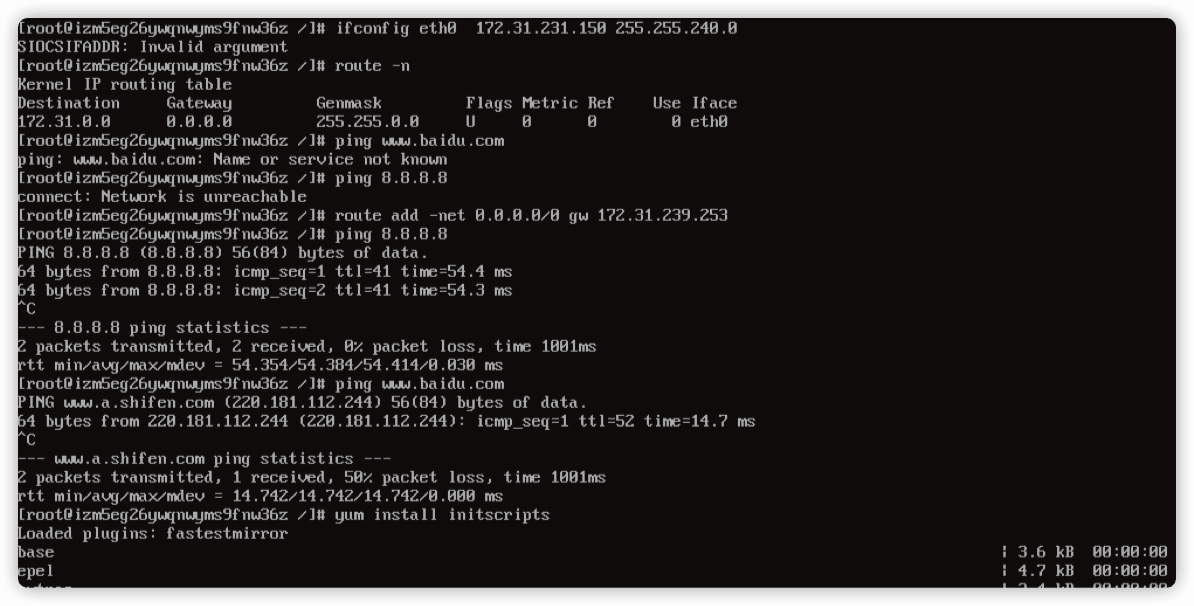 [root@izm5eg26ywqnwyms9fnw36z /]# ifconfig eth0  172.31.231.150 255.255.240.0
SIOCSIFADDR: Invalid argument
[root@izm5eg26ywqnwyms9fnw36z /]# route -n
Kernel IP routing table
Destination     Gateway         Genmask         Flags Metric Ref    Use Iface
172.31.0.0      0.0.0.0         255.255.0.0     U     0      0        0 eth0
[root@izm5eg26ywqnwyms9fnw36z /]# ping www.baidu.com
ping: www.baidu.com: Name or service not known
[root@izm5eg26ywqnwyms9fnw36z /]# ping 8.8.8.8
connect: Network is unreachable
[root@izm5eg26ywqnwyms9fnw36z /]# route add -net 0.0.0.0/0 gw 172.31.239.253
[root@izm5eg26ywqnwyms9fnw36z /]# ping 8.8.8.8
PING 8.8.8.8 (8.8.8.8) 56(84) bytes of data.
64 bytes from 8.8.8.8: icmp_seq=1 ttl=41 time=54.4 ms
64 bytes from 8.8.8.8: icmp_seq=2 ttl=41 time=54.3 ms
^C
--- 8.8.8.8 ping statistics ---
2 packets transmitted, 2 received, 0% packet loss, time 1001ms
rtt min/avg/max/mdev = 54.354/54.384/54.414/0.030 ms
[root@izm5eg26ywqnwyms9fnw36z /]# ping www.baidu.com
PING www.a.shifen.com (220.181.112.244) 56(84) bytes of data.
64 bytes from 220.181.112.244 (220.181.112.244): icmp_seq=1 ttl=52 time=14.7 ms
^C
--- www.a.shifen.com ping statistics ---
2 packets transmitted, 1 received, 50% packet loss, time 1001ms
rtt min/avg/max/mdev = 14.742/14.742/14.742/0.000 ms
[root@izm5eg26ywqnwyms9fnw36z /]# yum install initscripts
Loaded plugins: fastestmirror
base | 3.6 kB  00:00:00
epel | 4.7 kB  00:00:00